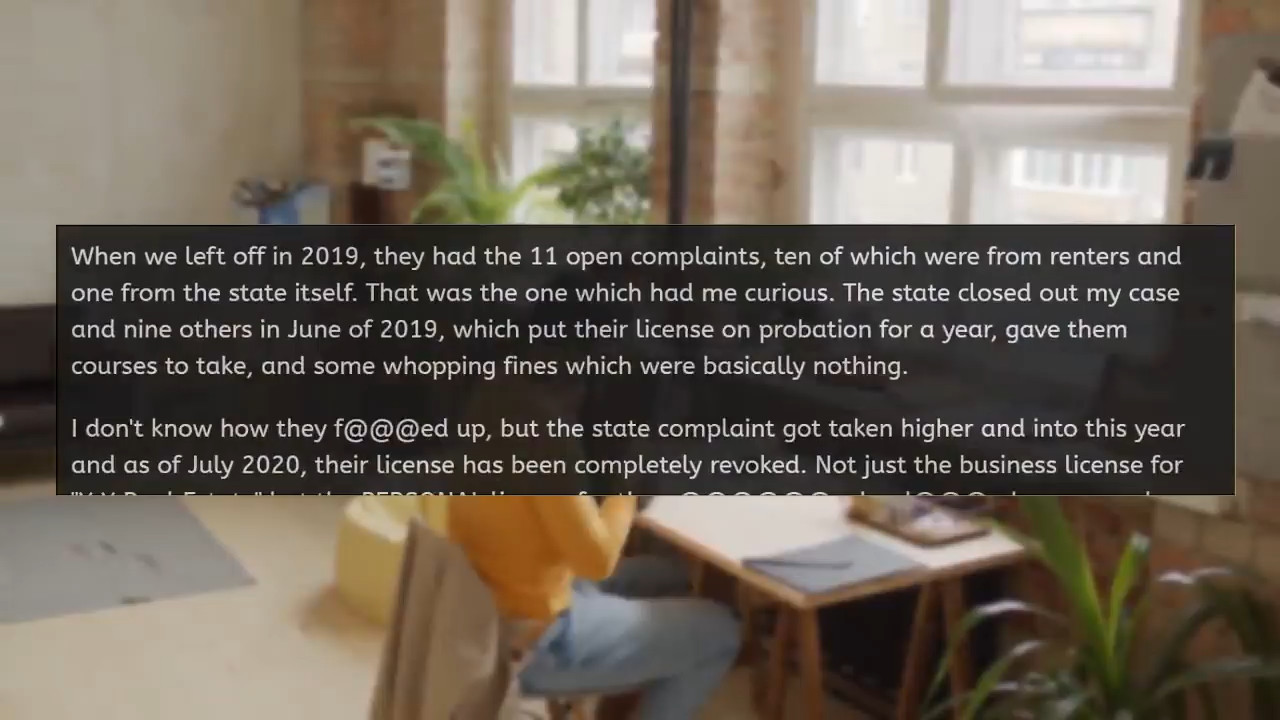 When we left off in 2019, they had the 11 open complaints, ten of which were from renters and
one from the state itself. That was the one which had me curious. The state closed out my case
and nine others in June of 2019, which put their license on probation for a year, gave them
courses to take, and some whopping fines which were basically nothing.
I don't know how they f@@@ed up, but the state complaint got taken higher and into this year
and as of July 2020, their license has been completely revoked. Not just the business license for